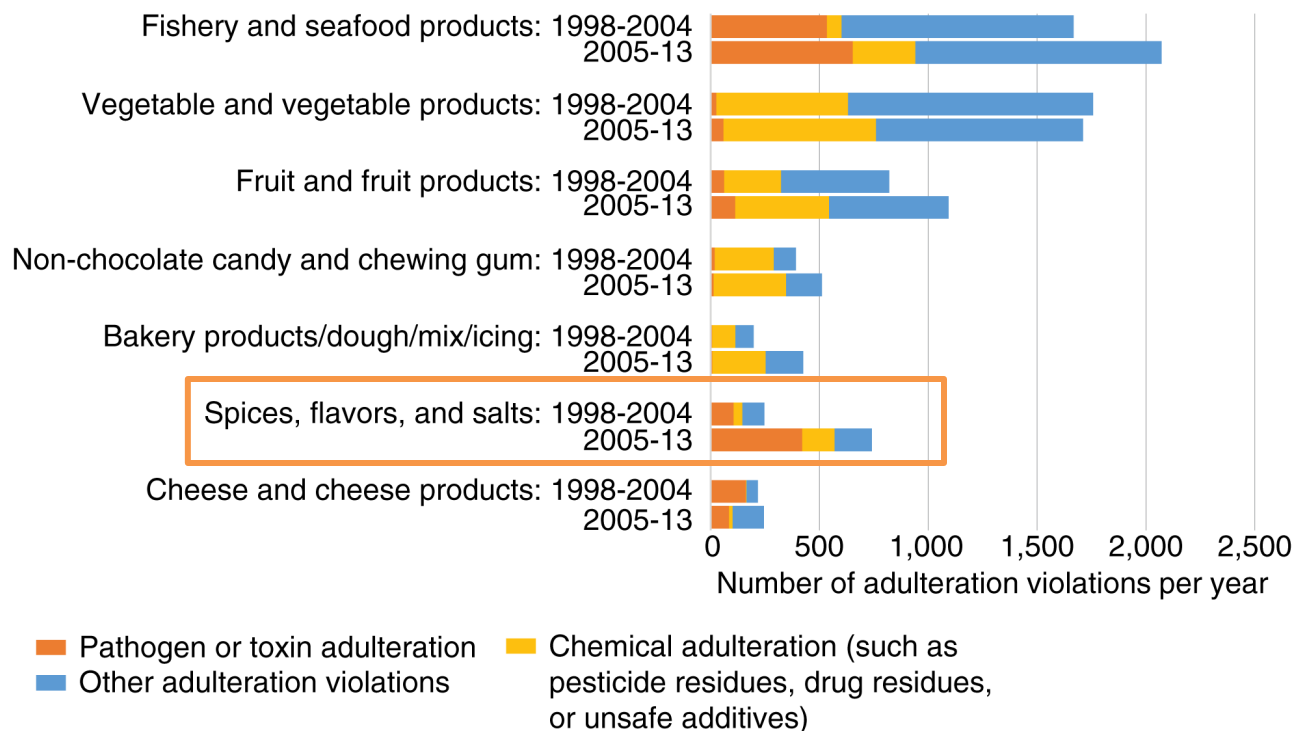 Fishery and seafood products: 1998-2004
2005-13
Vegetable and vegetable products: 1998-2004
2005-13
Fruit and fruit products: 1998-2004
2005-13
Non-chocolate candy and chewing gum: 1998-2004
2005-13
Bakery products/dough/mix/icing: 1998-2004
2005-13
Spices, flavors, and salts: 1998-2004
2005-13
Cheese and cheese products: 1998-2004
2005-13
0 500 1,000 1,500 2,000 2,500
Number of adulteration violations per year
Pathogen or toxin adulteration
Other adulteration violations
Chemical adulteration (such as
pesticide residues, drug residues,
or unsafe additives)